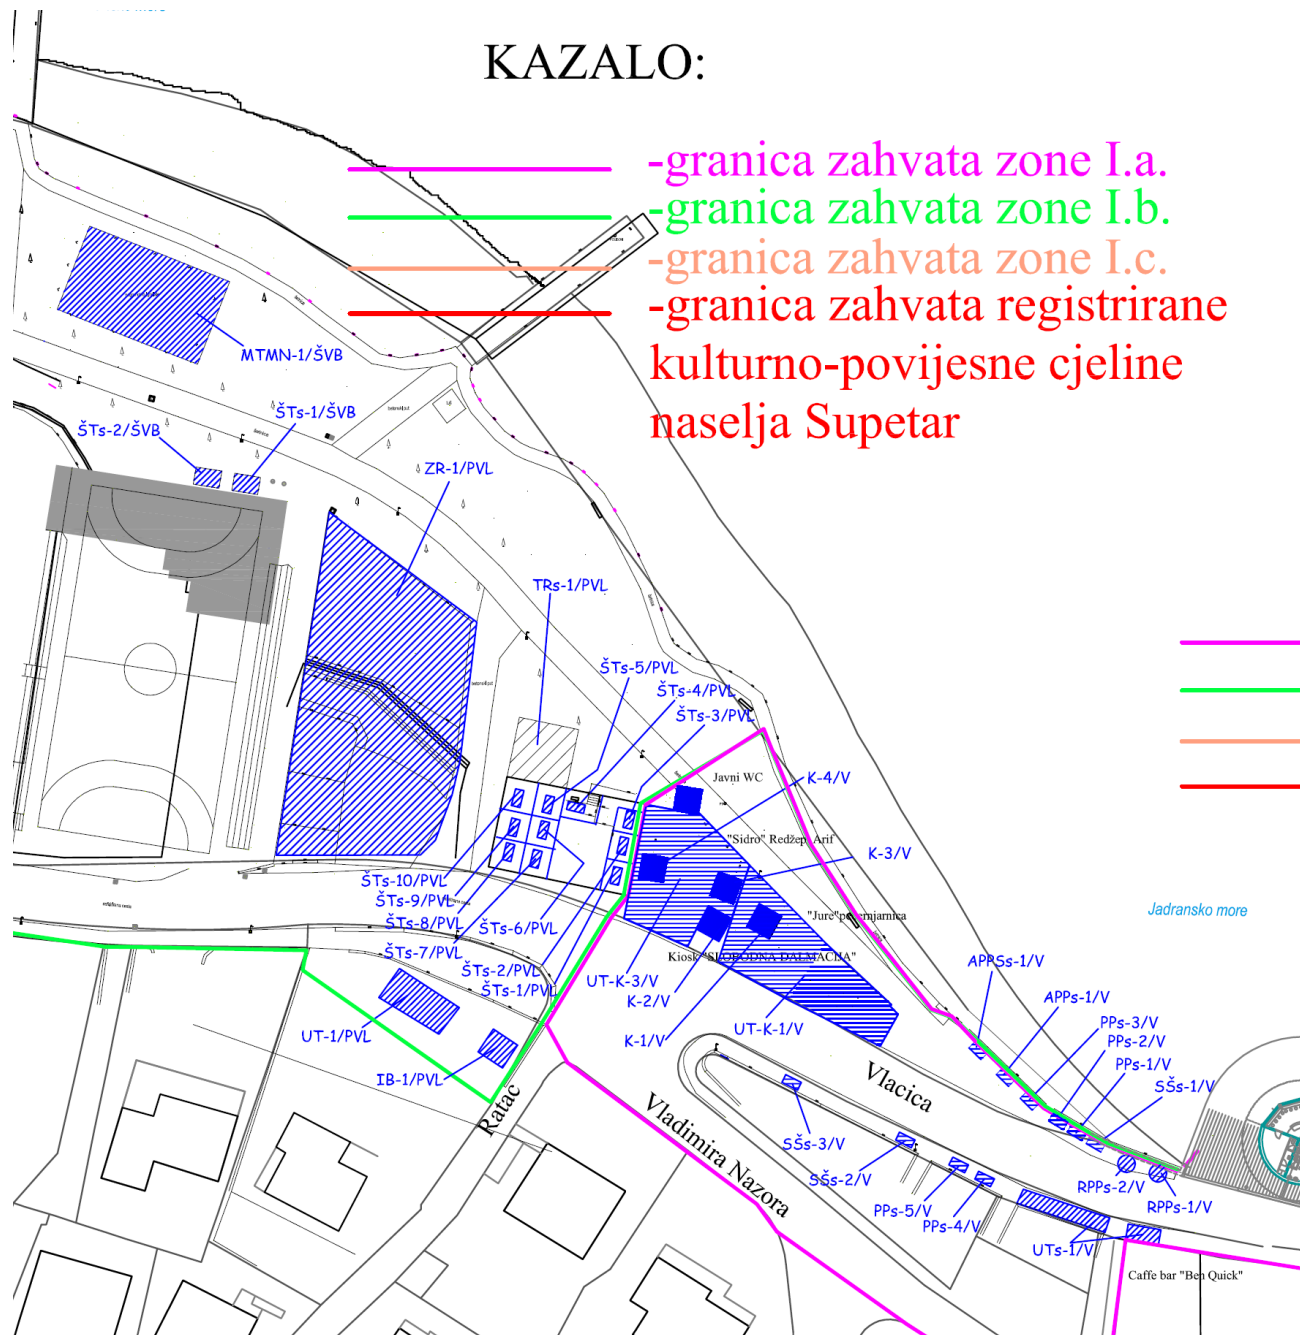 KAZALO:
-granica zahvata zone I.a.
-granica zahvata zone I.b.
-granica zahvata zone I.c.
-granica zahvata registrirane
kulturno-povijesne cjeline
naselja Supetar
MTMN-1/ŠVB
ŠTs-1/ŠVB
ŠTs-2/ŠVB
ZR-1/PVL
TRs-1/PVL
ŠTs-5/PVL
ŠTs-4/PVL
ŠTs-3/PVL
Javni WC
K-4/V
"Sidro" Redžep, Arif
K-3/V
ŠTs-10/PVL
ŠTs-9/PVL
ŠTs-8/PVL
ŠTs-6/PVL
ŠTs-7/PVL
ŠTs-2/PVL
ŠTs-1/PVL
Jadransko more
Kiosk "SLOBODNA DALMACIJA"
UT-K-3/V
K-2/V
K-1/V
UT-K-1/V
APPSs-1/V
APPs-1/V
PPs-3/V
PPs-2/V
PPs-1/V
SŠs-1/V
UT-1/PVL
IB-1/PVL
Ratac
Vlacica
Vladimira Nazora
SŠs-3/V
SŠs-2/V
PPs-5/V
PPs-4/V
RPPs-2/V
RPPs-1/V
UTs-1/V
Caffe bar "Ben Quick"